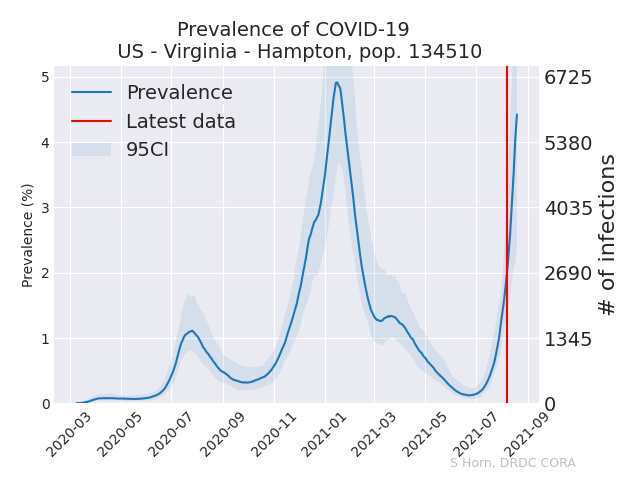 Prevalence of COVID-19
US - Virginia - Hampton, pop. 134510
Prevalence
Latest data
95CI
Prevalence (%)
5
4
3
2
1
0
6725
5380
4035
2690
1345
0
# of infections
2020-03
2020-05
2020-07
2020-09
2020-11
2021-01
2021-03
2021-05
2021-07
2021-09
S Horn, DRDC CORA